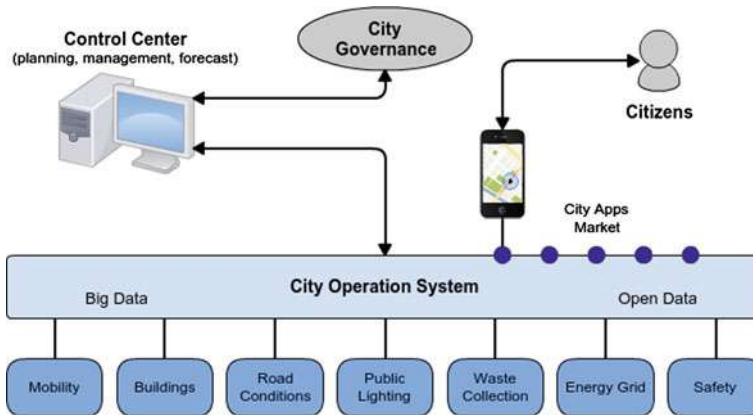 Control Center
(planning, management, forecast)
City
Governance
Citizens
City Apps
Market
City Operation System
Big Data
Open Data
Mobility
Buildings
Road
Conditions
Public
Lighting
Waste
Collection
Energy Grid
Safety